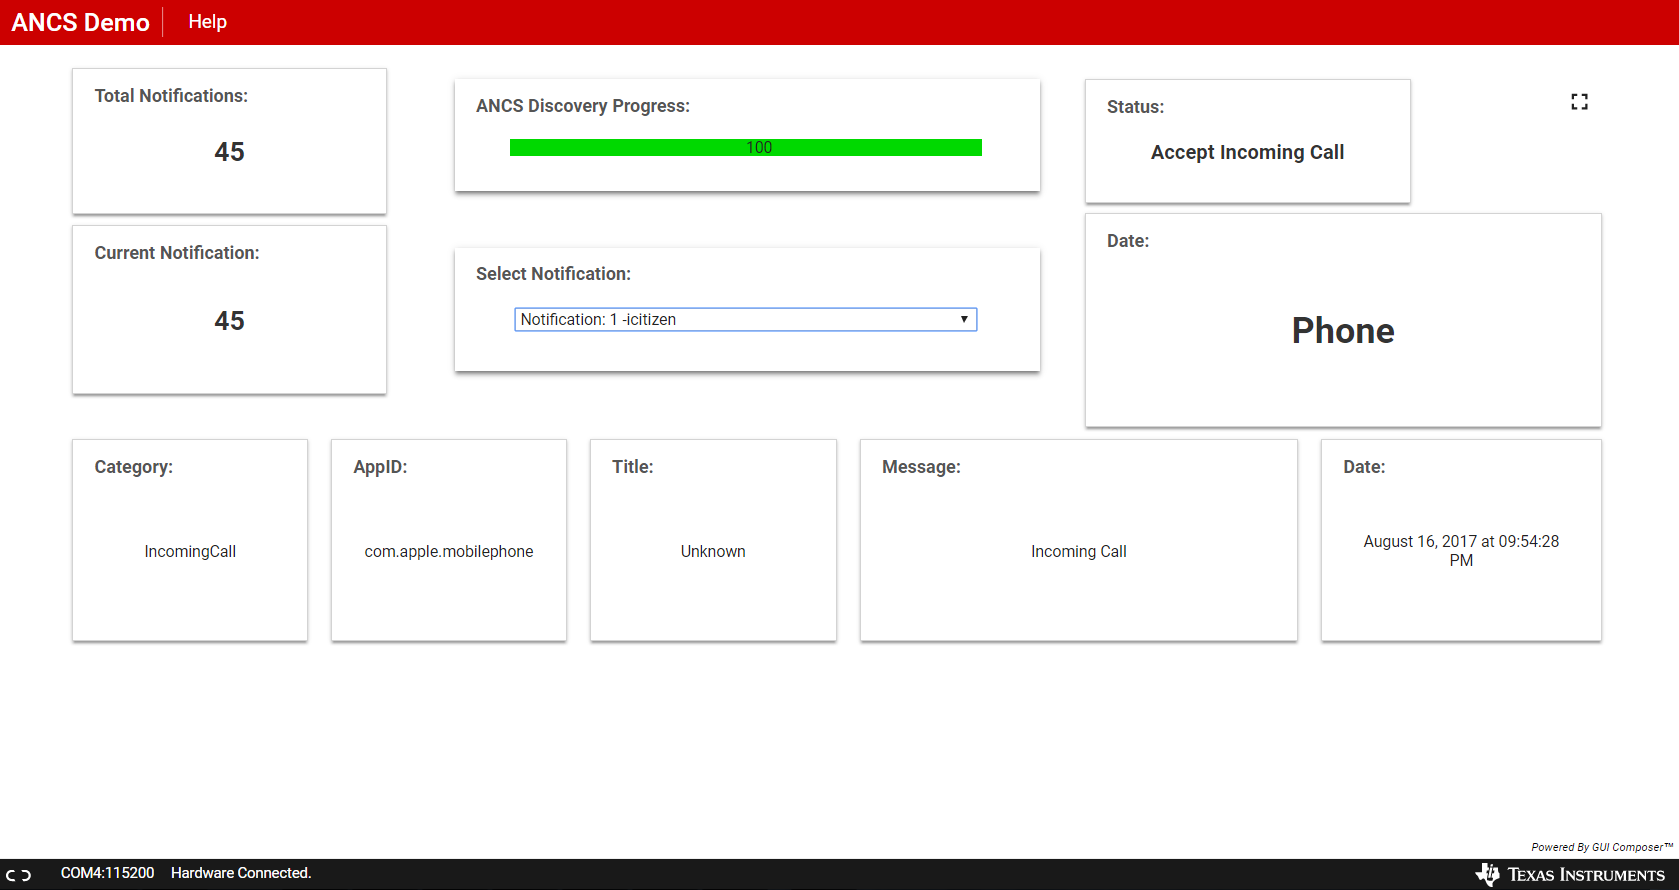 ANCS Demo
Help
Total Notifications:
45
ANCS Discovery Progress:
100
Status:
Accept Incoming Call
Current Notification:
45
Select Notification:
Notification: 1 -icitizen
Date:
Phone
Category:
IncomingCall
AppID:
com.apple.mobilephone
Title:
Unknown
Message:
Incoming Call
Date:
August 16, 2017 at 09:54:28
PM
Powered By GUI Composer™
COM4:115200
Hardware Connected.
TEXAS INSTRUMENTS